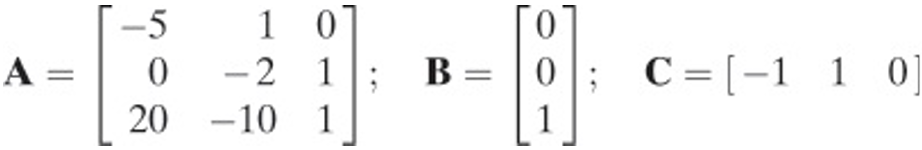 A = [ −5 1 0 ; 0 −2 1 ; 20 −10 1 ]; B = [ 0 ; 0 ; 1 ]; C = [ −1 1 0 ]